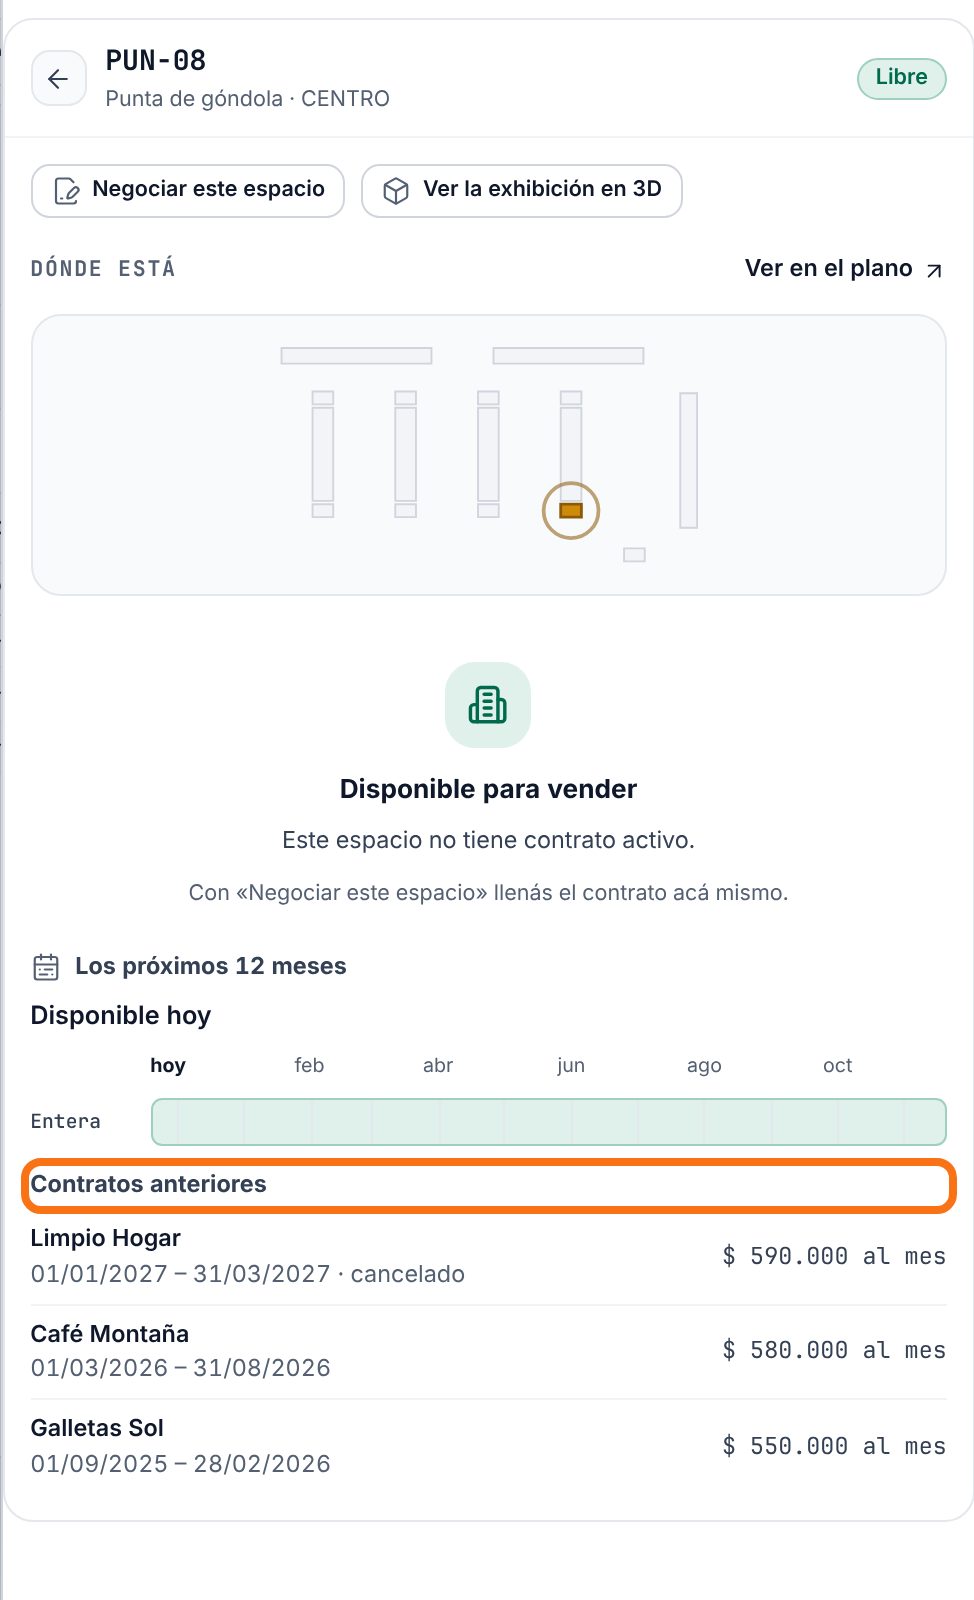 PUN-08
Punta de góndola · CENTRO
Libre
Negociar este espacio
Ver la exhibición en 3D
DÓNDE ESTÁ
Ver en el plano
Disponible para vender
Este espacio no tiene contrato activo.
Con «Negociar este espacio» llenás el contrato acá mismo.
Los próximos 12 meses
Disponible hoy
hoy feb abr jun ago oct
Entera
Contratos anteriores
Limpio Hogar
01/01/2027 – 31/03/2027 · cancelado
$ 590.000 al mes
Café Montaña
01/03/2026 – 31/08/2026
$ 580.000 al mes
Galletas Sol
01/09/2025 – 28/02/2026
$ 550.000 al mes